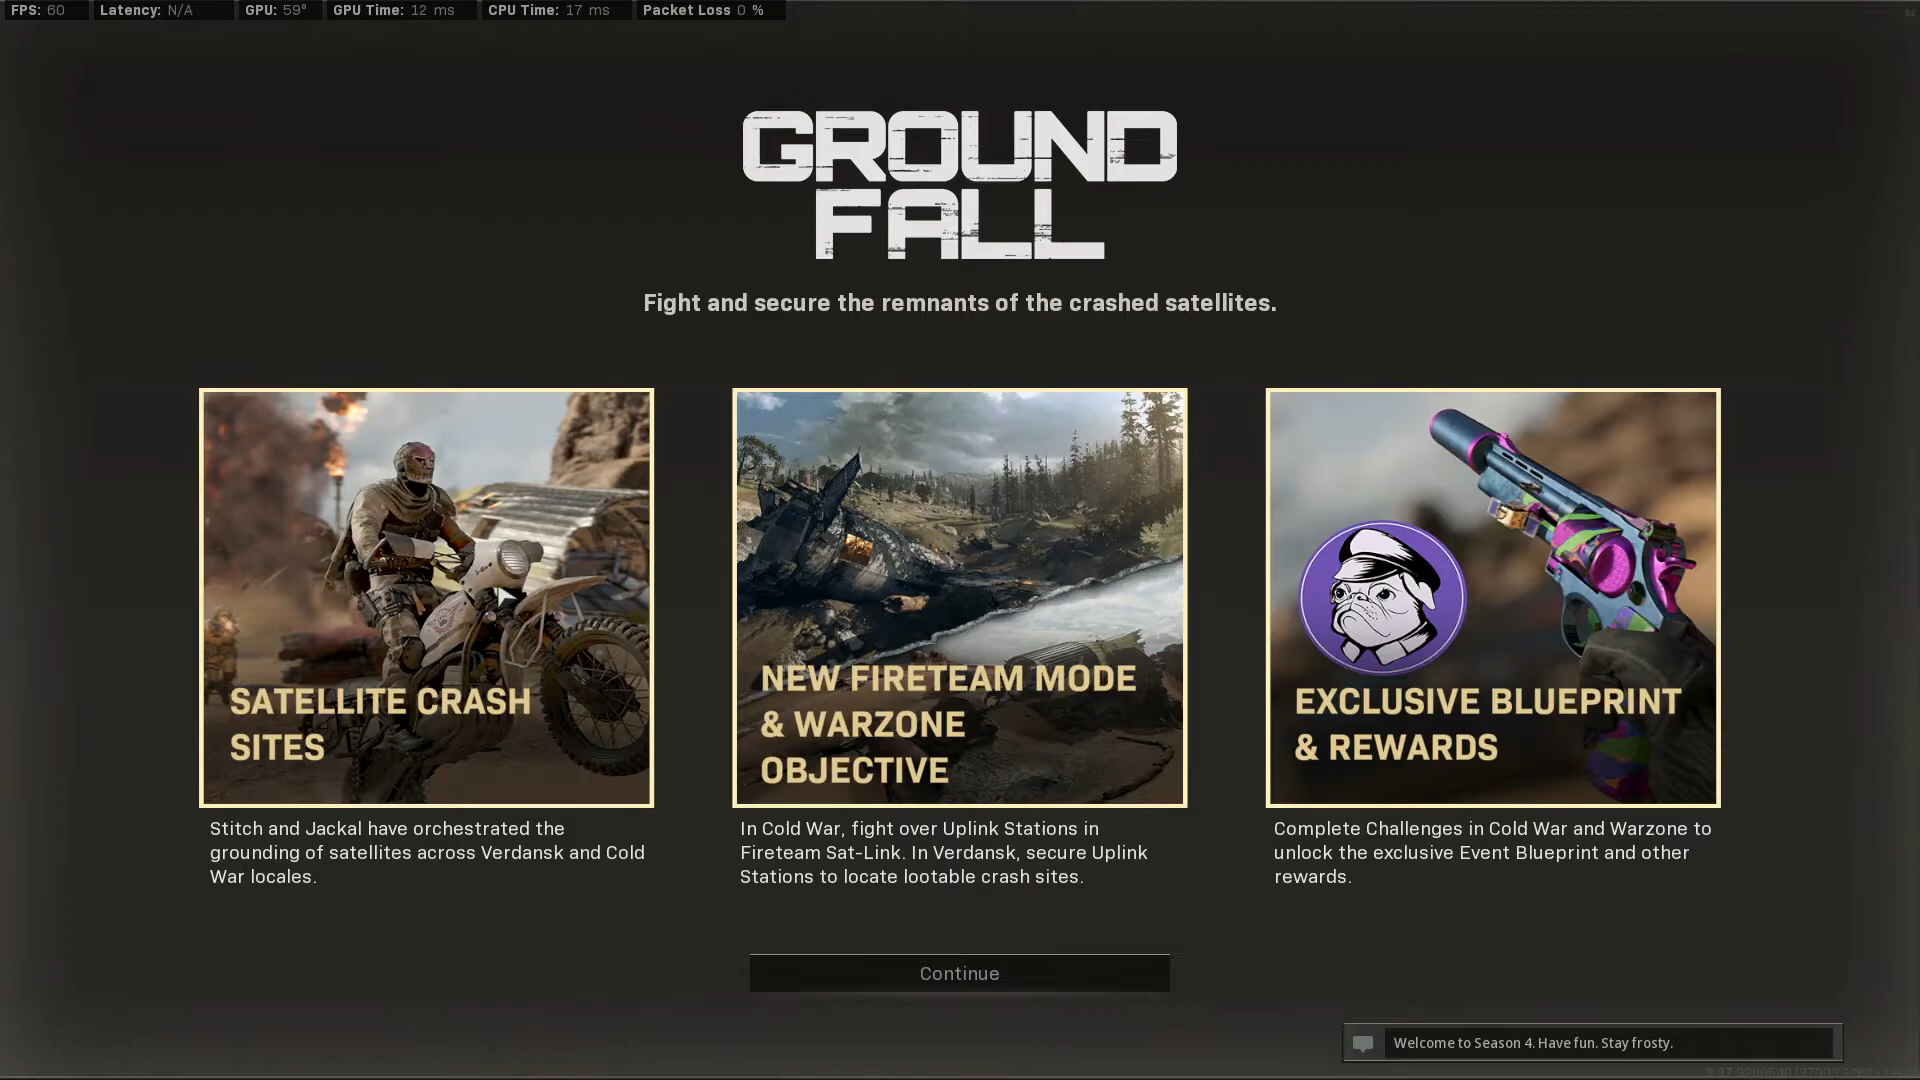 FPS: 60 Latency: N/A GPU: 59° GPU Time: 12 ms CPU Time: 17 ms Packet Loss 0 %
GROUND
FALL
Fight and secure the remnants of the crashed satellites.
SATELLITE CRASH
SITES
Stitch and Jackal have orchestrated the
grounding of satellites across Verdansk and Cold
War locales.
NEW FIRETEAM MODE
& WARZONE
OBJECTIVE
In Cold War, fight over Uplink Stations in
Fireteam Sat-Link. In Verdansk, secure Uplink
Stations to locate lootable crash sites.
EXCLUSIVE BLUEPRINT
& REWARDS
Complete Challenges in Cold War and Warzone to
unlock the exclusive Event Blueprint and other
rewards.
Continue
Welcome to Season 4. Have fun. Stay frosty.